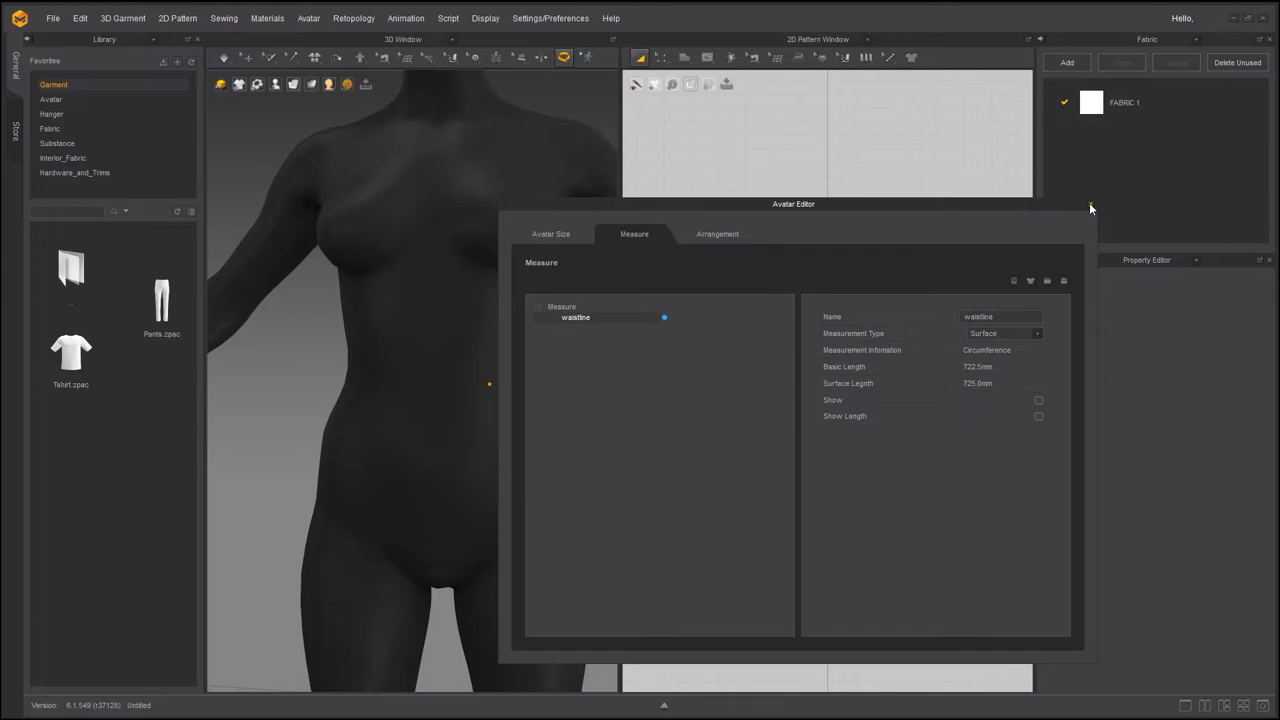 File Edit 3D Garment 2D Pattern Sewing Materials Avatar Retopology Animation Script Display Settings/Preferences Help Hello,
Library 3D Window 2D Pattern Window Fabric
General
Store
Favorites
Garment
Avatar
Hanger
Fabric
Substance
Interior_Fabric
Hardware_and_Trims
..
Pants.zpac
Tshirt.zpac
Add Delete Unused
FABRIC 1
Property Editor
Avatar Editor
Avatar Size Measure Arrangement
Measure
Measure
waistline
Name waistline
Measurement Type Surface
Measurement Infomation Circumference
Basic Length 722.5mm
Surface Legnth 725.0mm
Show
Show Length
Version: 6.1.549 (r37128) Untitled